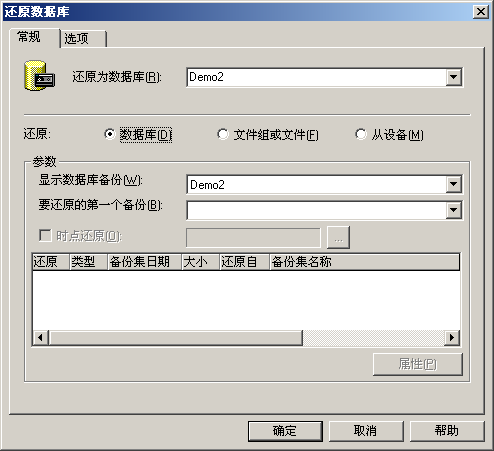 还原数据库
常规 选项
还原为数据库(R): Demo2
还原: 数据库(D) 文件组或文件(F) 从设备(M)
参数
显示数据库备份(W): Demo2
要还原的第一个备份(B):
时点还原(O): ...
还原 类型 备份集日期 大小 还原自 备份集名称
属性(P)
确定 取消 帮助